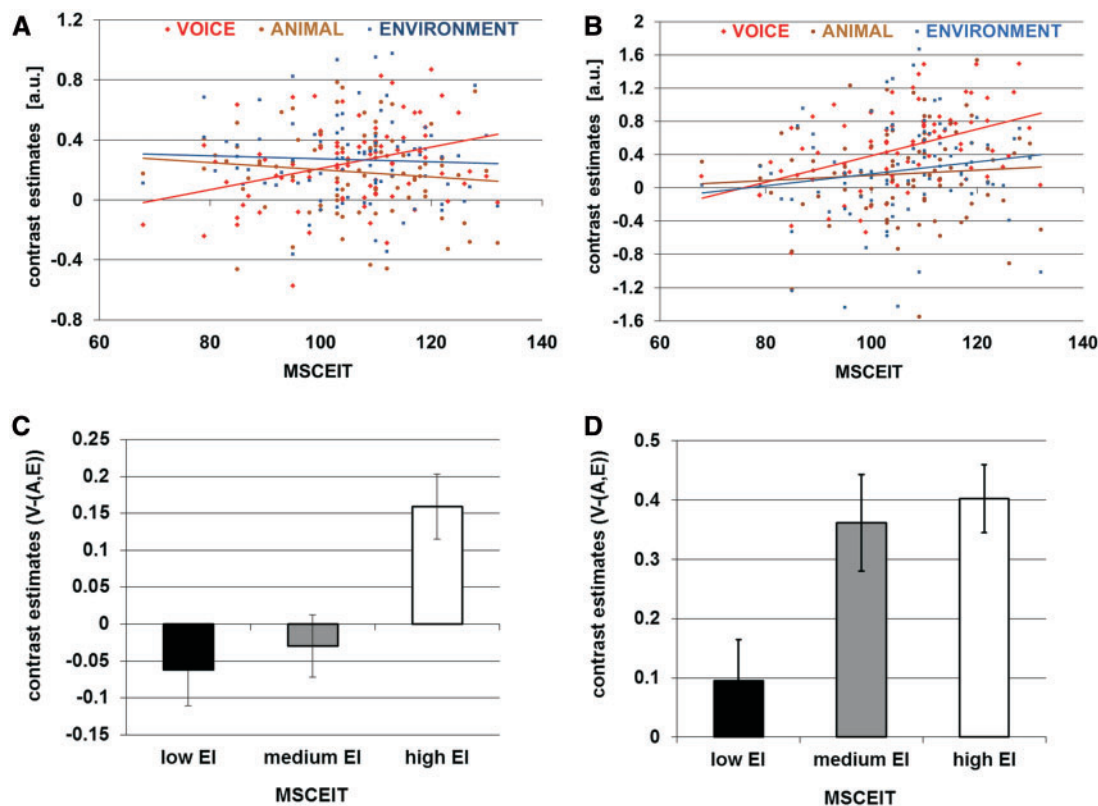 A
VOICE ANIMAL ENVIRONMENT
contrast estimates [a.u.]
1.2
0.8
0.4
0
-0.4
-0.8
60 80 100 120 140
MSCEIT
B
VOICE ANIMAL ENVIRONMENT
contrast estimates [a.u.]
2
1.6
1.2
0.8
0.4
0
-0.4
-0.8
-1.2
-1.6
60 80 100 120 140
MSCEIT
C
contrast estimates (V-(A,E))
0.25
0.2
0.15
0.1
0.05
0
-0.05
-0.1
-0.15
low EI medium EI high EI
MSCEIT
D
contrast estimates (V-(A,E))
0.5
0.4
0.3
0.2
0.1
0
low EI medium EI high EI
MSCEIT